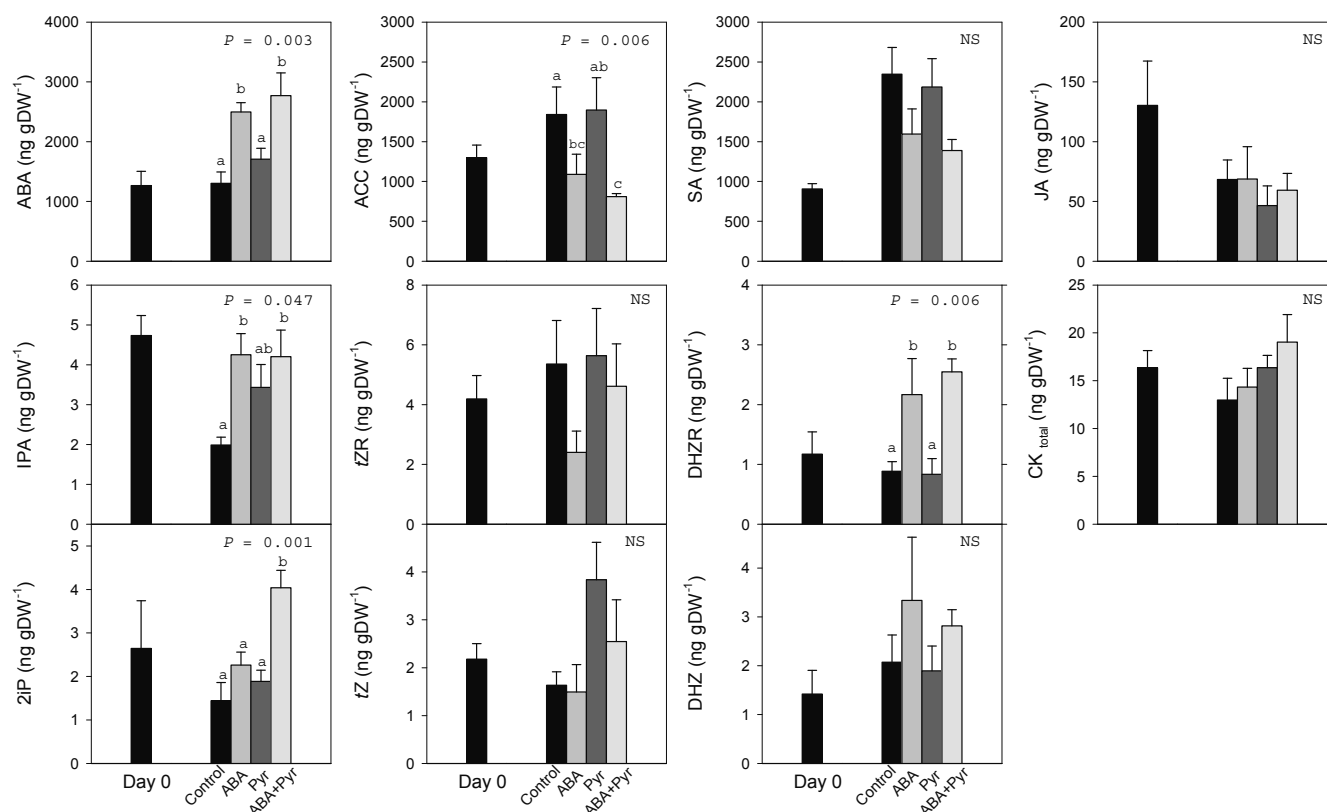 ABA (ng gDW⁻¹)
4000
3000
2000
1000
0
P = 0.003
a
b
a
b
ACC (ng gDW⁻¹)
3000
2500
2000
1500
1000
500
0
P = 0.006
a
bc
ab
c
SA (ng gDW⁻¹)
3000
2500
2000
1500
1000
500
0
NS
JA (ng gDW⁻¹)
200
150
100
50
0
NS
IPA (ng gDW⁻¹)
6
5
4
3
2
1
0
P = 0.047
a
b
ab
b
tZR (ng gDW⁻¹)
8
6
4
2
0
NS
DHZR (ng gDW⁻¹)
4
3
2
1
0
P = 0.006
a
b
a
b
CK total (ng gDW⁻¹)
25
20
15
10
5
0
NS
2iP (ng gDW⁻¹)
5
4
3
2
1
0
P = 0.001
a
a
a
b
Day 0
Control
ABA
Pyr
ABA+Pyr
tZ (ng gDW⁻¹)
4
3
2
1
0
NS
Day 0
Control
ABA
Pyr
ABA+Pyr
DHZ (ng gDW⁻¹)
4
3
2
1
0
NS
Day 0
Control
ABA
Pyr
ABA+Pyr